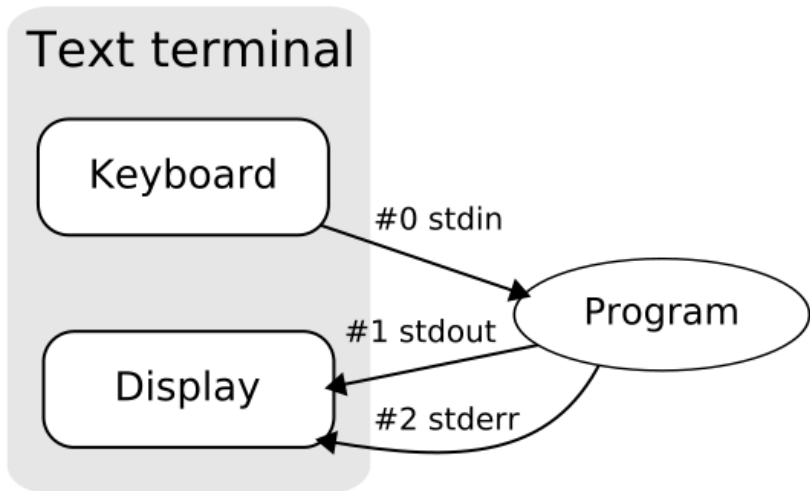 Text terminal
Keyboard
#0 stdin
Program
#1 stdout
Display
#2 stderr